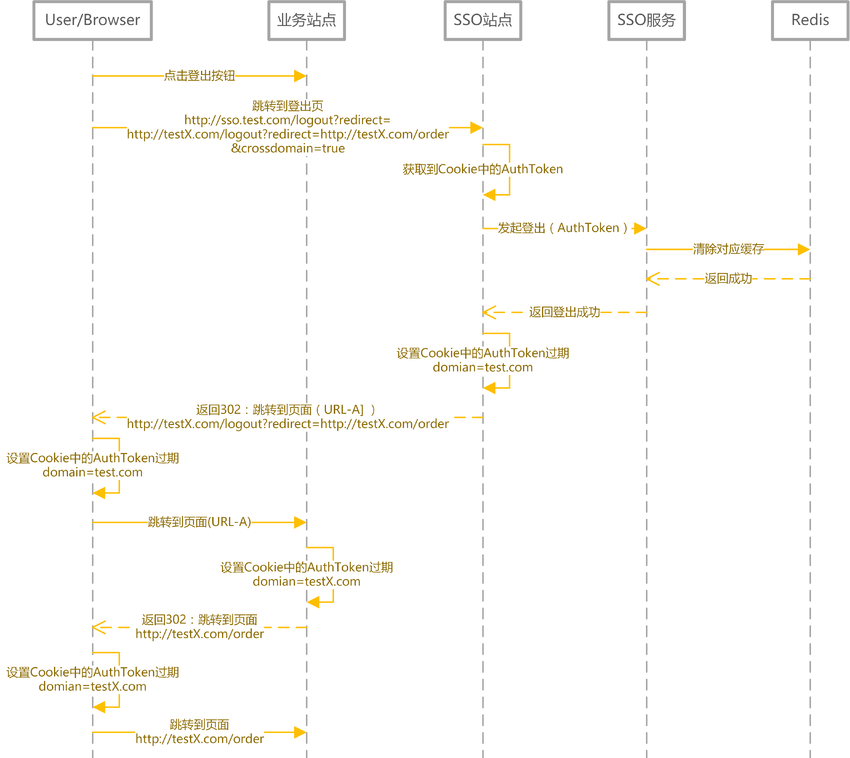 User/Browser
业务站点
SSO站点
SSO服务
Redis
点击登出按钮
跳转到登出页
http://sso.test.com/logout?redirect=
http://testX.com/logout?redirect=http://testX.com/order
&crossdomain=true
获取到Cookie中的AuthToken
发起登出（AuthToken）
清除对应缓存
返回成功
返回登出成功
设置Cookie中的AuthToken过期
domian=test.com
返回302：跳转到页面（URL-A]）
http://testX.com/logout?redirect=http://testX.com/order
设置Cookie中的AuthToken过期
domain=test.com
跳转到页面(URL-A)
设置Cookie中的AuthToken过期
domian=testX.com
返回302：跳转到页面
http://testX.com/order
设置Cookie中的AuthToken过期
domian=testX.com
跳转到页面
http://testX.com/order